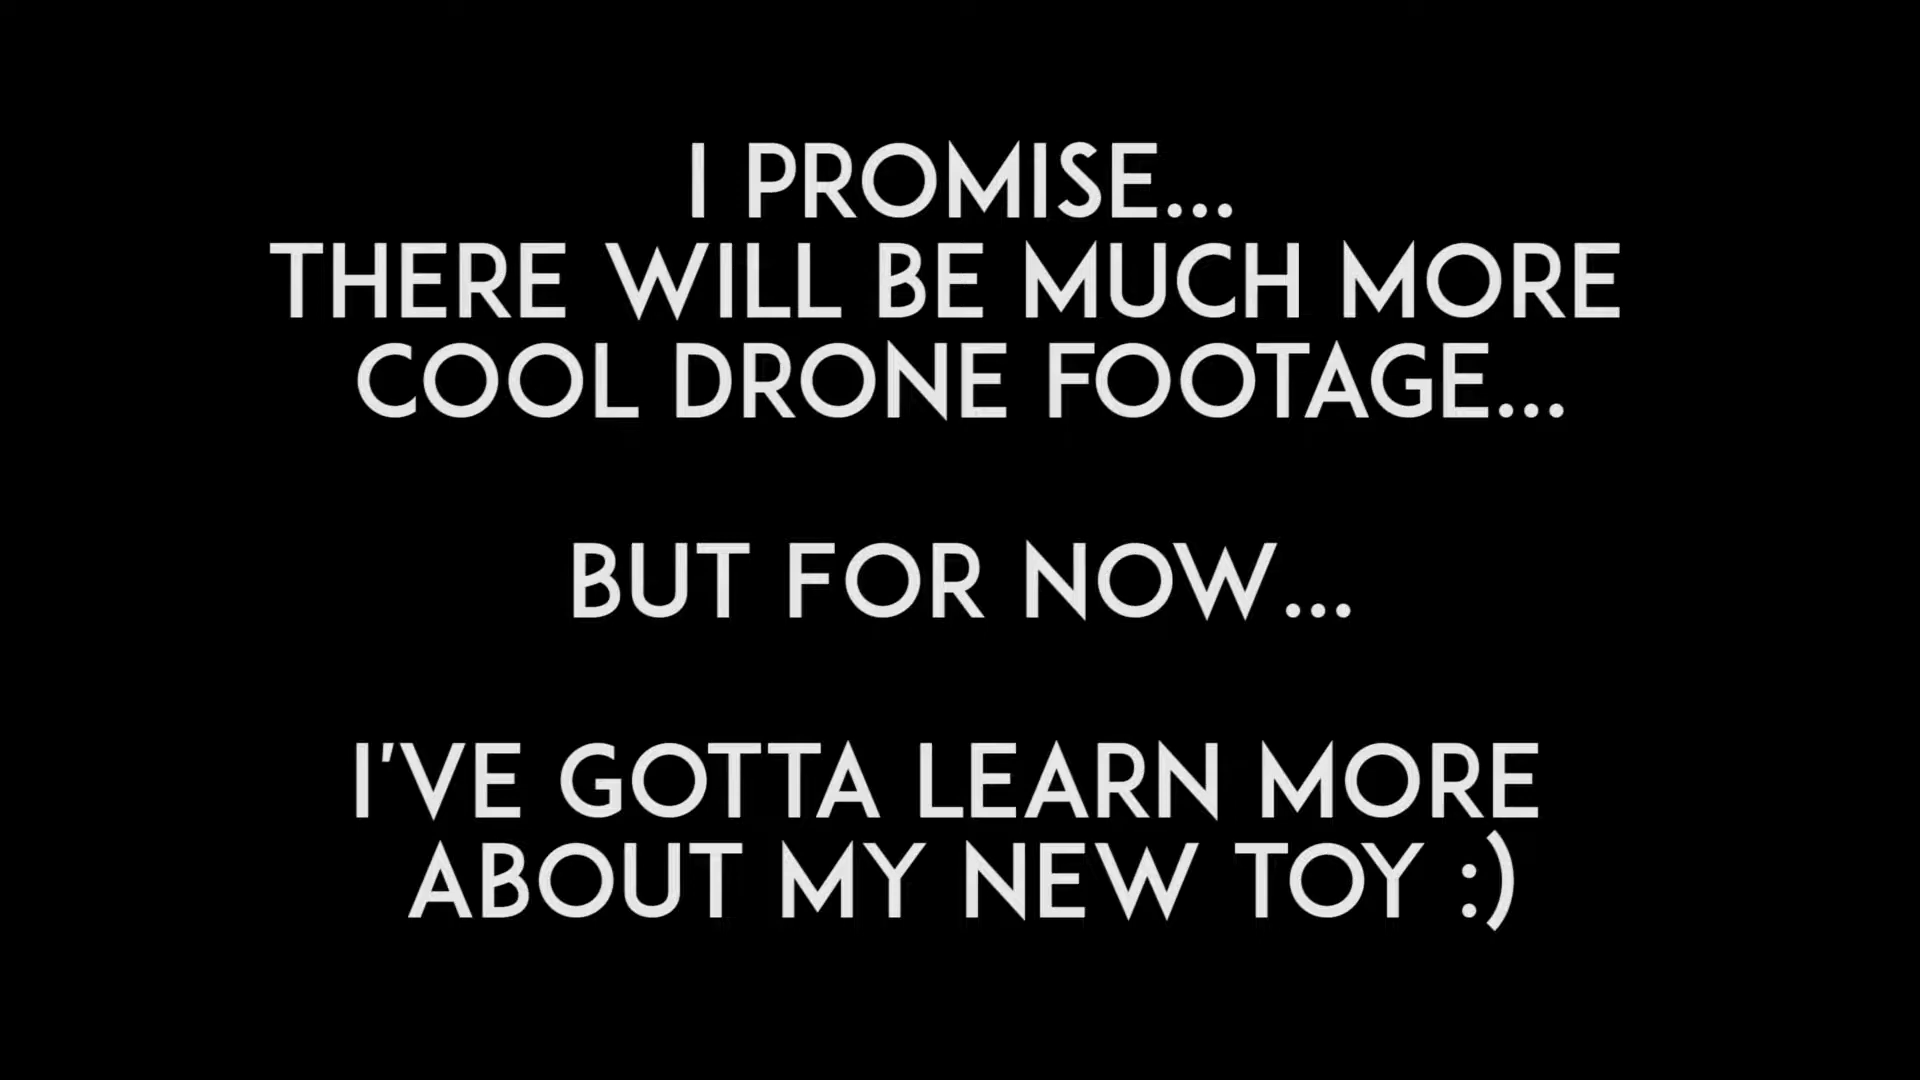 I PROMISE...
THERE WILL BE MUCH MORE
COOL DRONE FOOTAGE...
BUT FOR NOW...
I'VE GOTTA LEARN MORE
ABOUT MY NEW TOY :)